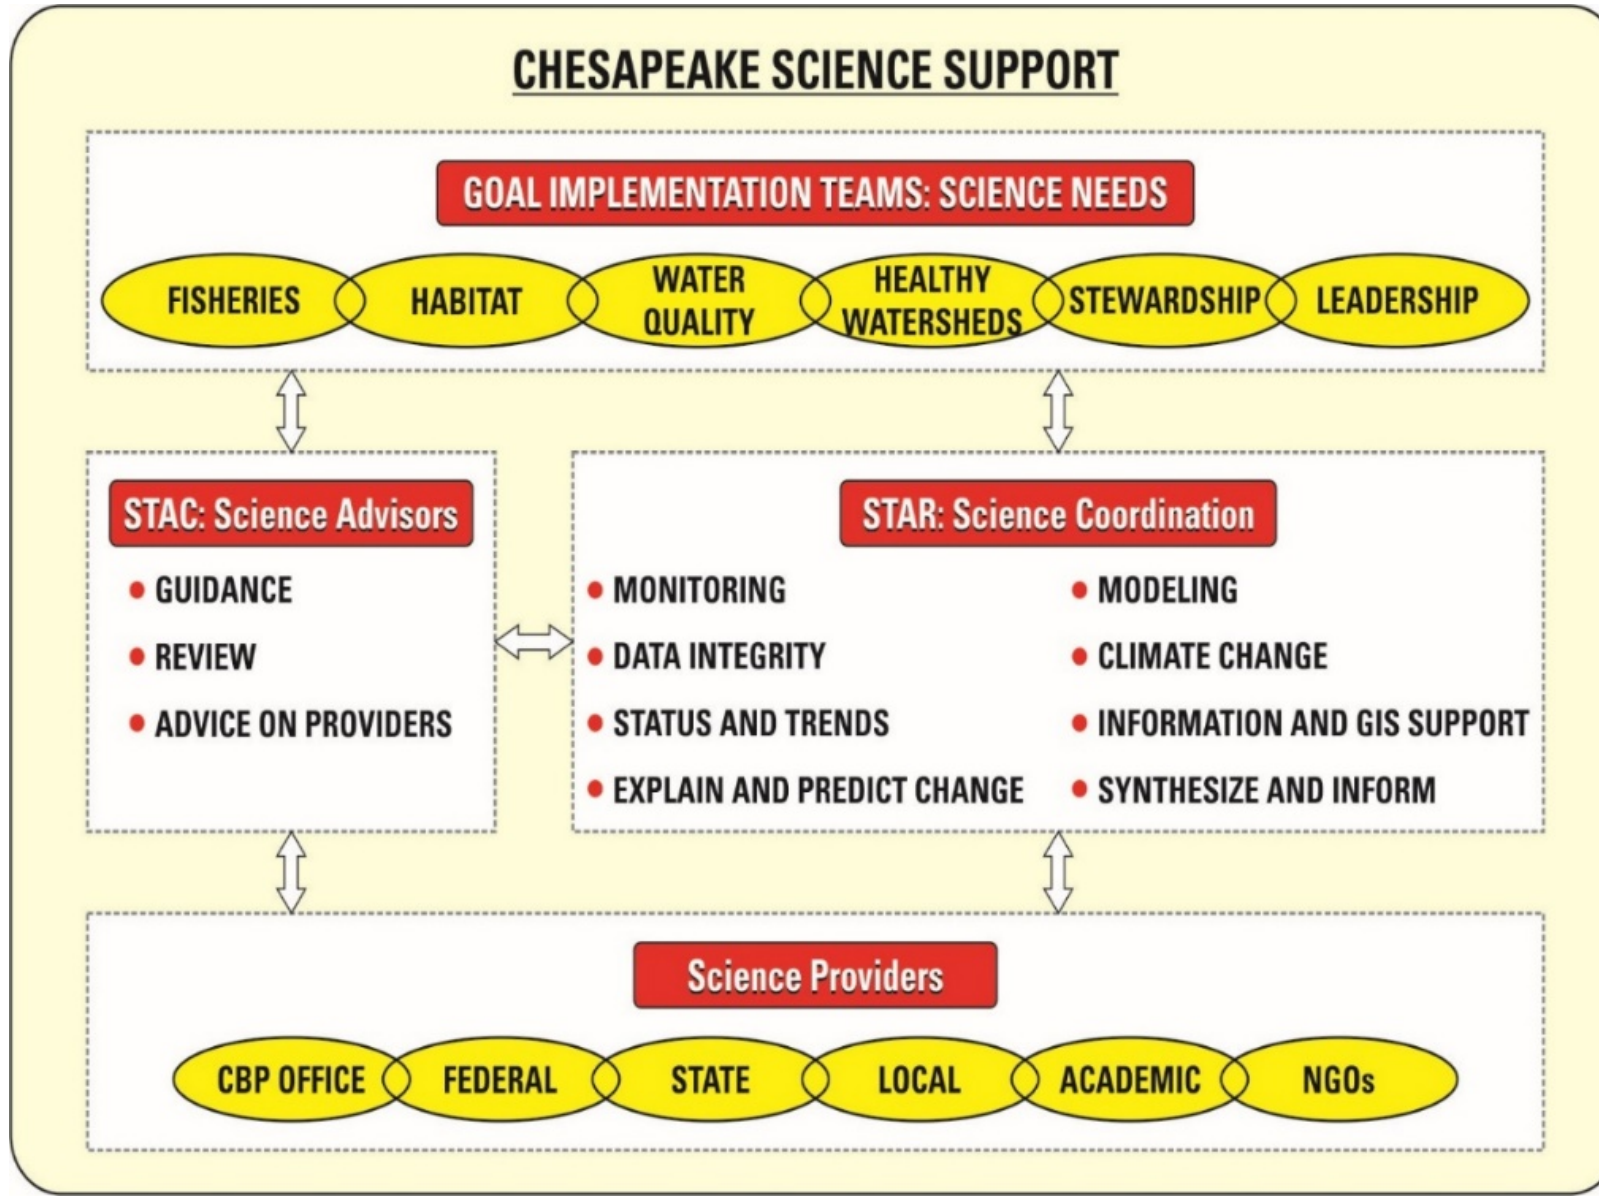 CHESAPEAKE SCIENCE SUPPORT
GOAL IMPLEMENTATION TEAMS: SCIENCE NEEDS
FISHERIES
HABITAT
WATER
QUALITY
HEALTHY
WATERSHEDS
STEWARDSHIP
LEADERSHIP
STAC: Science Advisors
GUIDANCE
REVIEW
ADVICE ON PROVIDERS
STAR: Science Coordination
MONITORING
DATA INTEGRITY
STATUS AND TRENDS
EXPLAIN AND PREDICT CHANGE
MODELING
CLIMATE CHANGE
INFORMATION AND GIS SUPPORT
SYNTHESIZE AND INFORM
Science Providers
CBP OFFICE
FEDERAL
STATE
LOCAL
ACADEMIC
NGOs